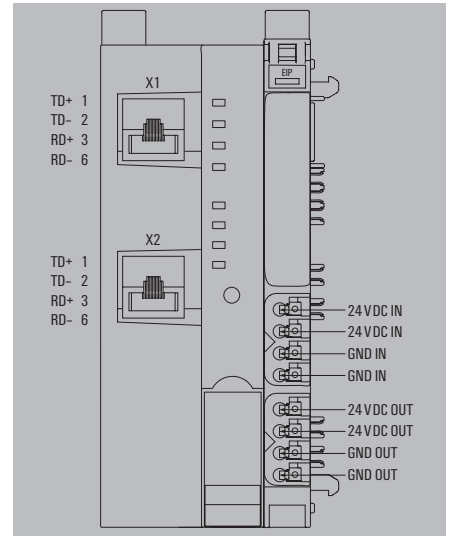 EIP
X1
TD+ 1
TD– 2
RD+ 3
RD– 6
X2
TD+ 1
TD– 2
RD+ 3
RD– 6
24 V DC IN
24 V DC IN
GND IN
GND IN
24 V DC OUT
24 V DC OUT
GND OUT
GND OUT